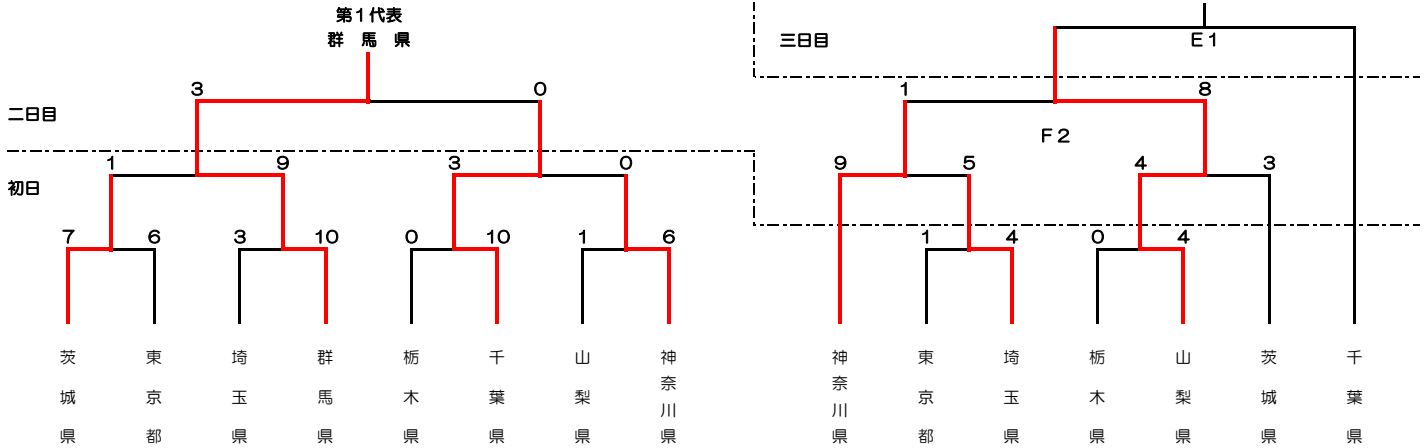 第１代表
群馬県
三日目
Ｅ１
3 0
1 8
二日目
Ｆ２
1 9 3 0
9 5 4 3
初日
7 6 3 10 0 10 1 6
1 4 0 4
茨城県
東京都
埼玉県
群馬県
栃木県
千葉県
山梨県
神奈川県
神奈川県
東京都
埼玉県
栃木県
山梨県
茨城県
千葉県